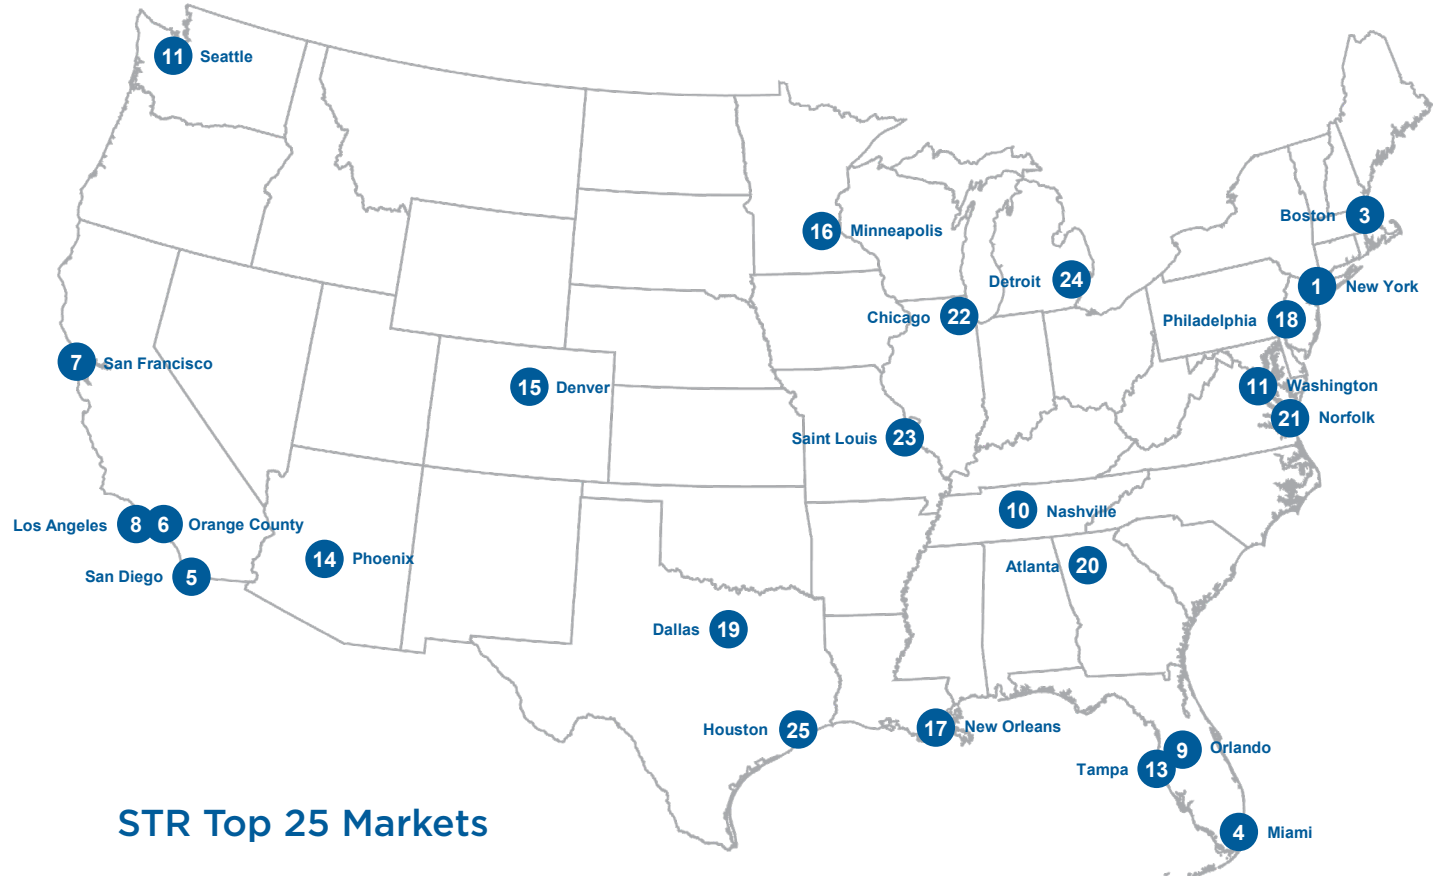 11 Seattle
Boston 3
16 Minneapolis
Detroit 24
1 New York
Chicago 22
Philadelphia 18
7 San Francisco
15 Denver
11 Washington
21 Norfolk
Saint Louis 23
10 Nashville
Los Angeles 8 6 Orange County
14 Phoenix
Atlanta 20
San Diego 5
Dallas 19
Houston 25
17 New Orleans
9 Orlando
Tampa 13
STR Top 25 Markets
4 Miami